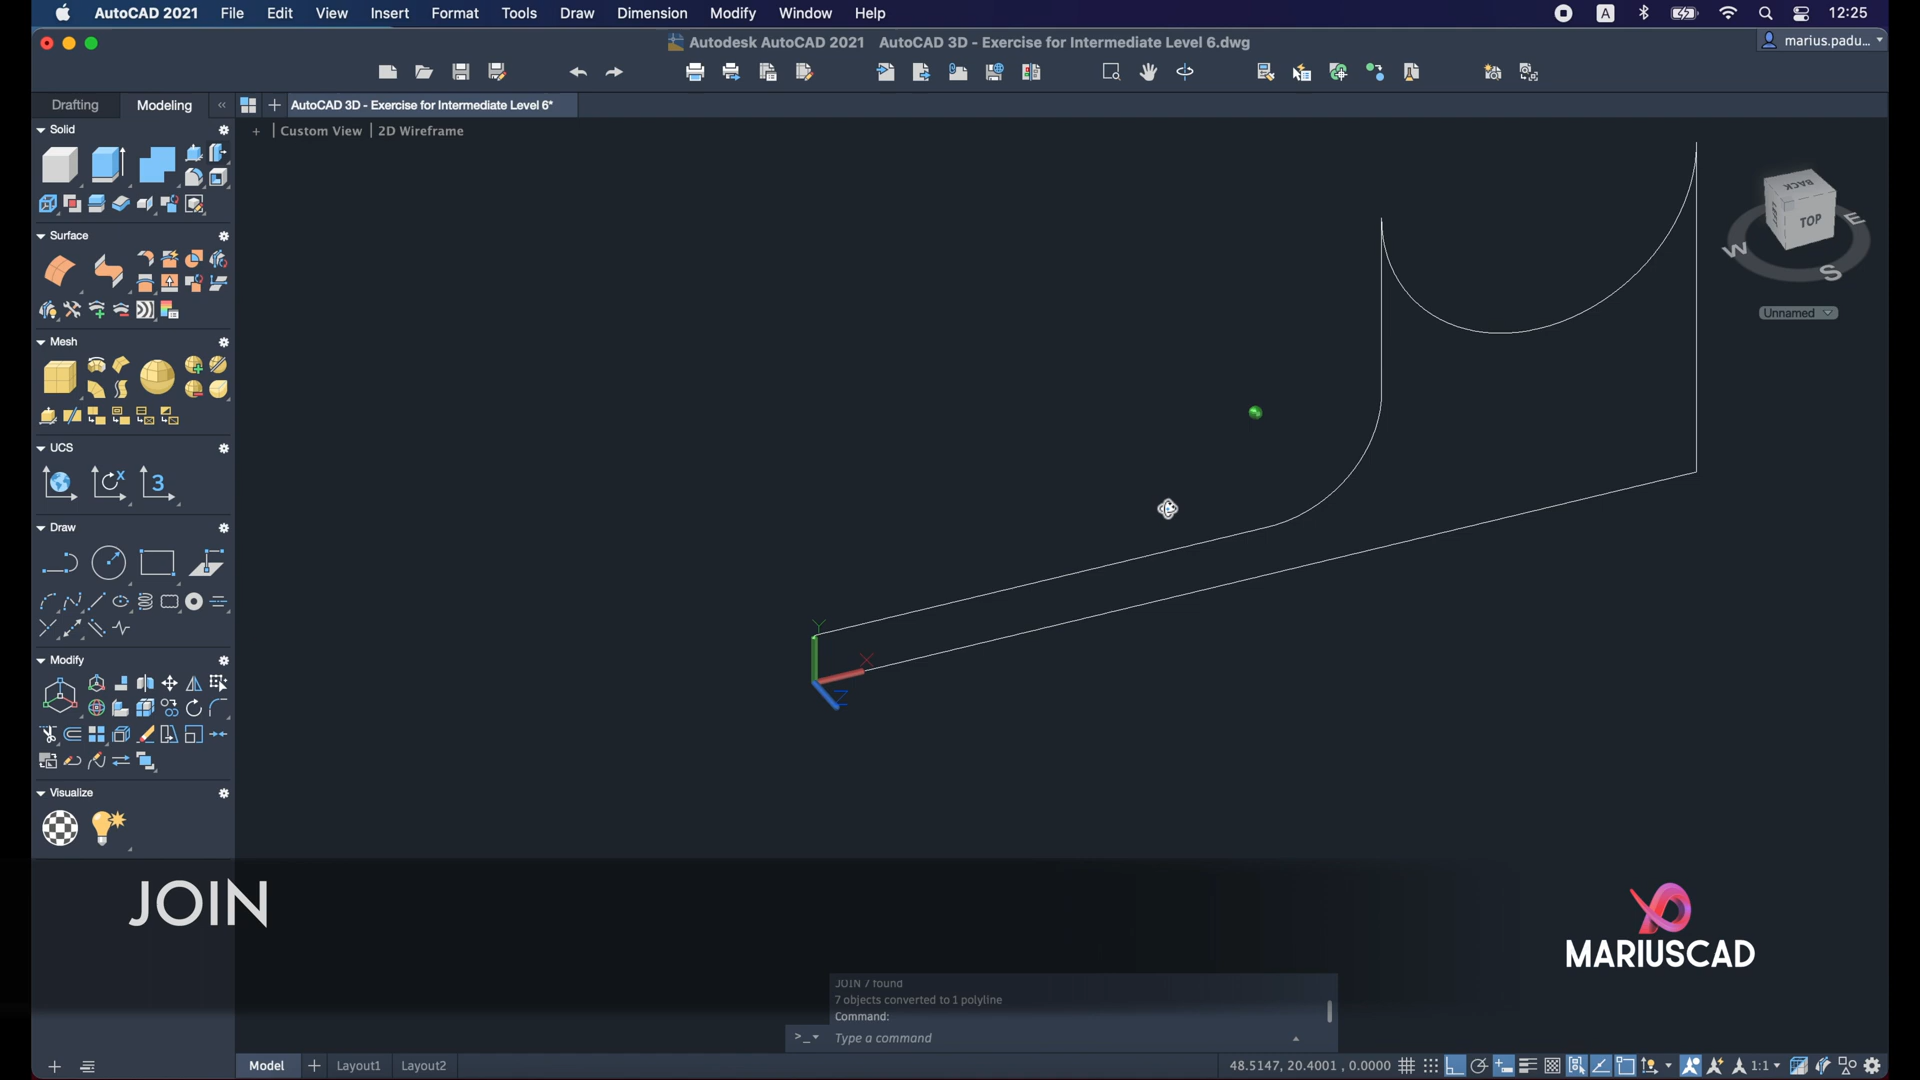 AutoCAD 2021 File Edit View Insert Format Tools Draw Dimension Modify Window Help A 12:25
Autodesk AutoCAD 2021 AutoCAD 3D - Exercise for Intermediate Level 6.dwg
marius.padu...
Drafting Modeling AutoCAD 3D - Exercise for Intermediate Level 6*
Solid
+ Custom View 2D Wireframe
BACK
LEFT
TOP
W
E
S
Unnamed
Surface
Mesh
UCS
X
3
Draw
Y
X
Z
Modify
Visualize
JOIN
MARIUSCAD
JOIN 7 found
7 objects converted to 1 polyline
Command:
>_ Type a command
Model Layout1 Layout2
48.5147, 20.4001 , 0.0000 1:1